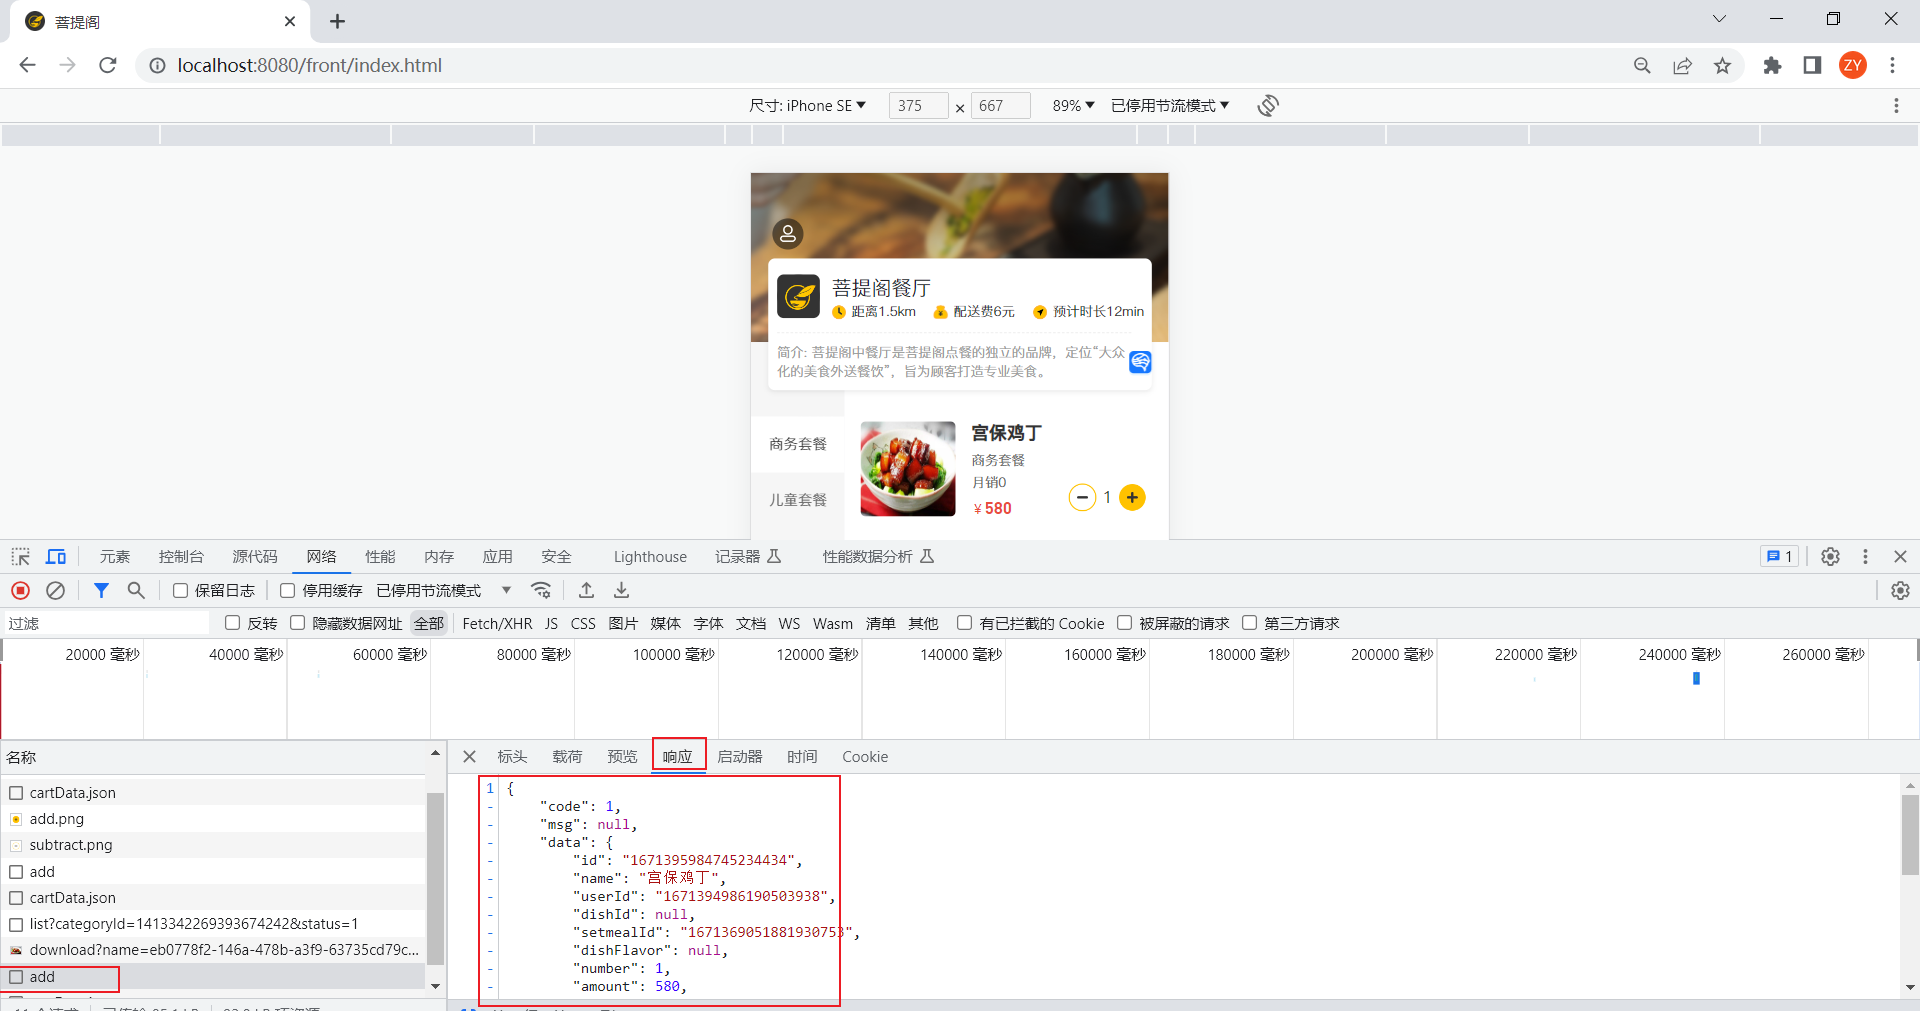 菩提阁
localhost:8080/front/index.html
ZY
尺寸: iPhone SE 375 × 667 89% 已停用节流模式
菩提阁餐厅
距离1.5km 配送费6元 预计时长12min
简介: 菩提阁中餐厅是菩提阁点餐的独立的品牌，定位“大众
化的美食外送餐饮”，旨为顾客打造专业美食。
商务套餐
儿童套餐
宫保鸡丁
商务套餐
月销0
￥580
1
元素 控制台 源代码 网络 性能 内存 应用 安全 Lighthouse 记录器 性能数据分析 1
保留日志 停用缓存 已停用节流模式
过滤 反转 隐藏数据网址 全部 Fetch/XHR JS CSS 图片 媒体 字体 文档 WS Wasm 清单 其他 有已拦截的 Cookie 被屏蔽的请求 第三方请求
20000 毫秒 40000 毫秒 60000 毫秒 80000 毫秒 100000 毫秒 120000 毫秒 140000 毫秒 160000 毫秒 180000 毫秒 200000 毫秒 220000 毫秒 240000 毫秒 260000 毫秒
名称
cartData.json
add.png
subtract.png
add
cartData.json
list?categoryId=1413342269393674242&status=1
download?name=eb0778f2-146a-478b-a3f9-63735cd79c...
add
标头 载荷 预览 响应 启动器 时间 Cookie
1 {
- "code": 1,
- "msg": null,
- "data": {
- "id": "1671395984745234434",
- "name": "宫保鸡丁",
- "userId": "1671394986190503938",
- "dishId": null,
- "setmealId": "1671369051881930753",
- "dishFlavor": null,
- "number": 1,
- "amount": 580,